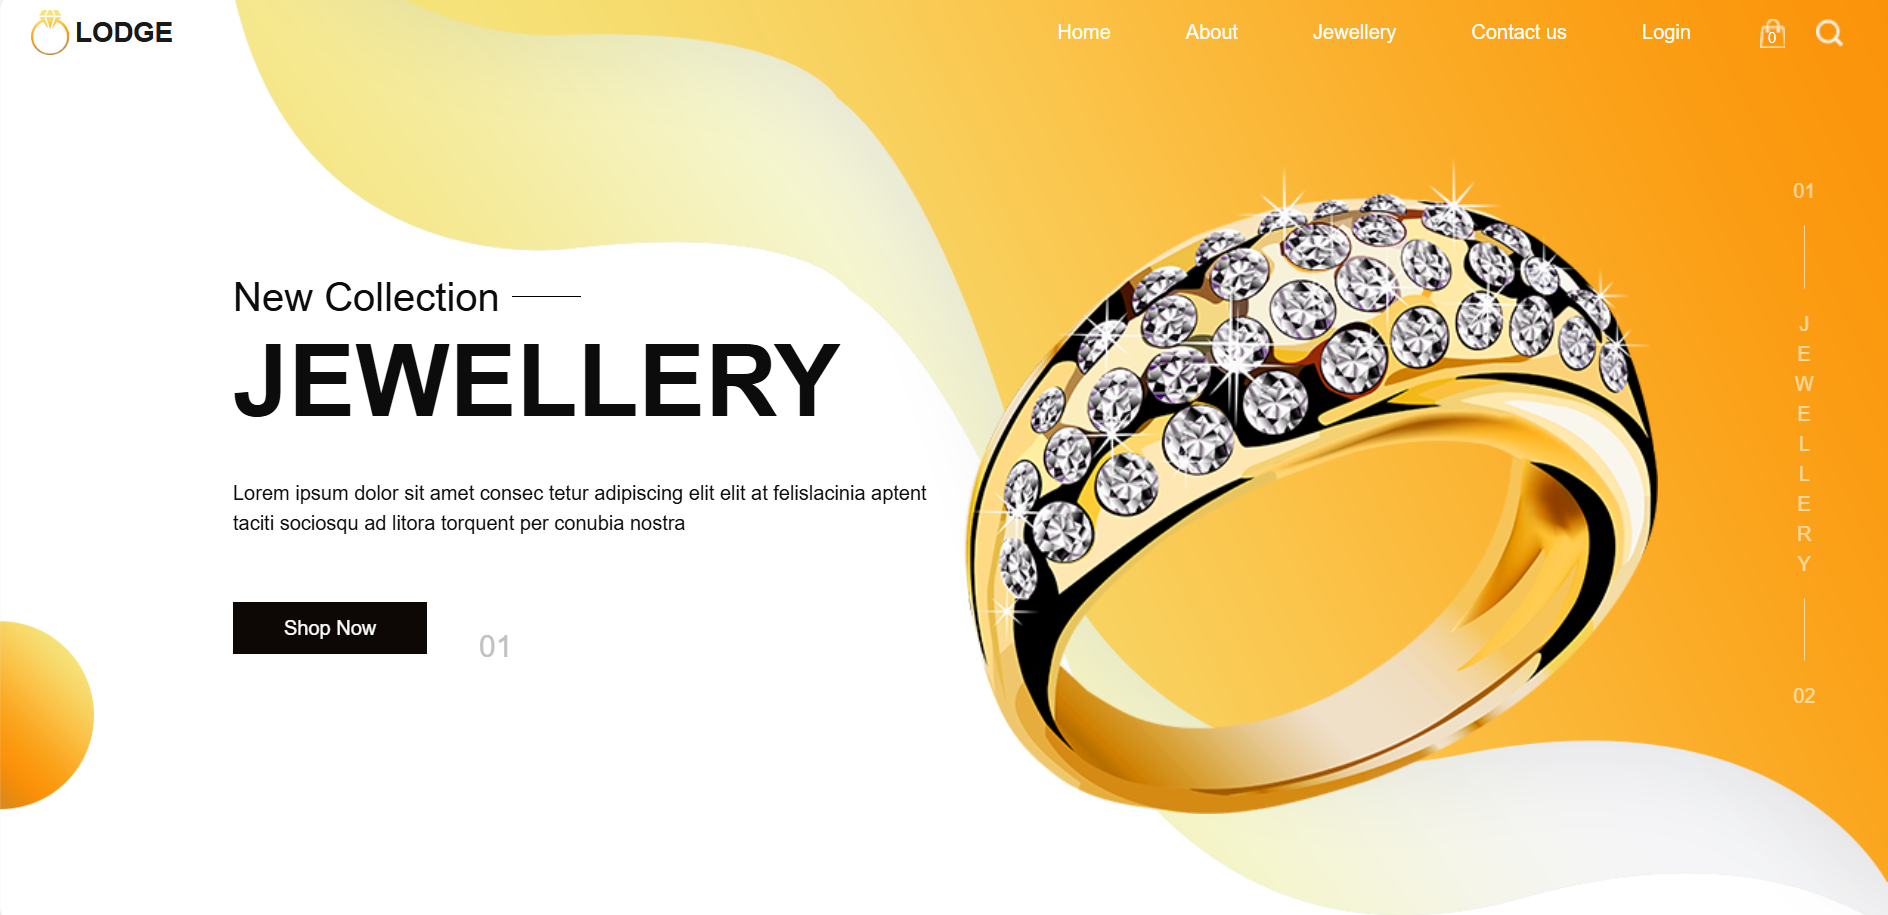 LODGE
Home
About
Jewellery
Contact us
Login
0
New Collection
JEWELLERY
Lorem ipsum dolor sit amet consec tetur adipiscing elit elit at felislacinia aptent
taciti sociosqu ad litora torquent per conubia nostra
Shop Now
01
01
JEWELLERY
02